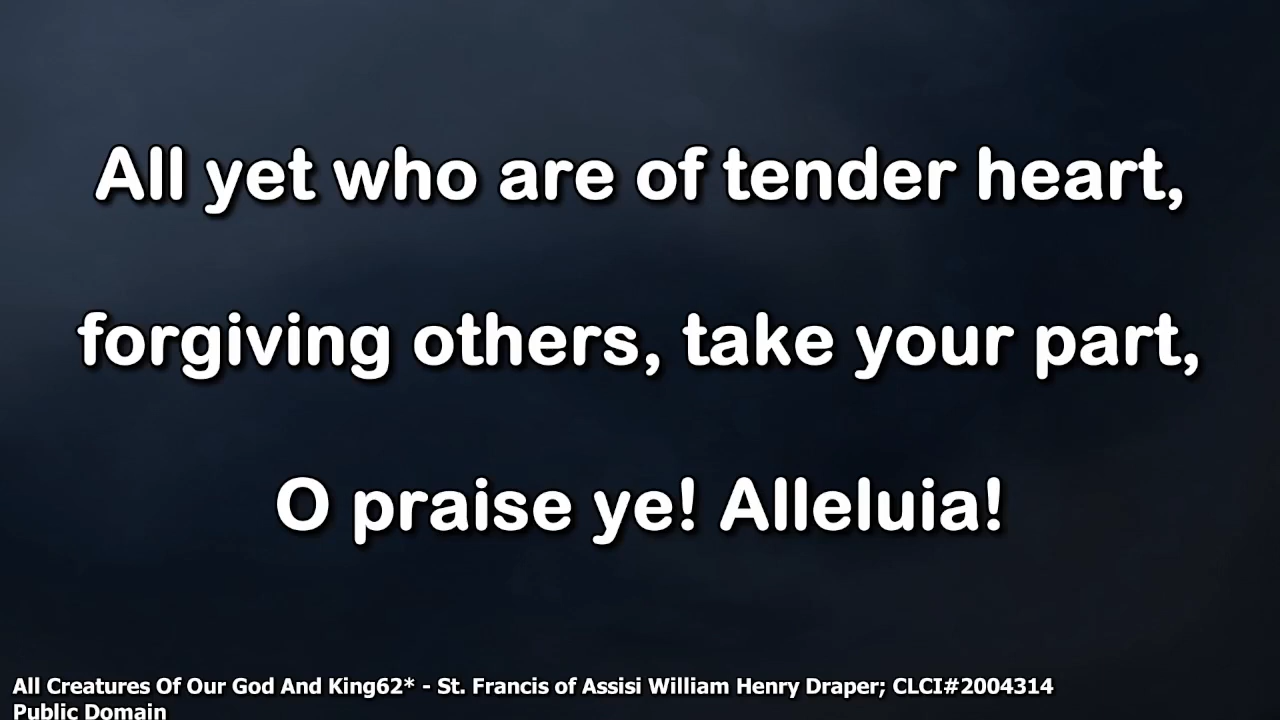 All yet who are of tender heart,
forgiving others, take your part,
O praise ye! Alleluia!
All Creatures Of Our God And King62* - St. Francis of Assisi William Henry Draper; CLCI#2004314
Public Domain